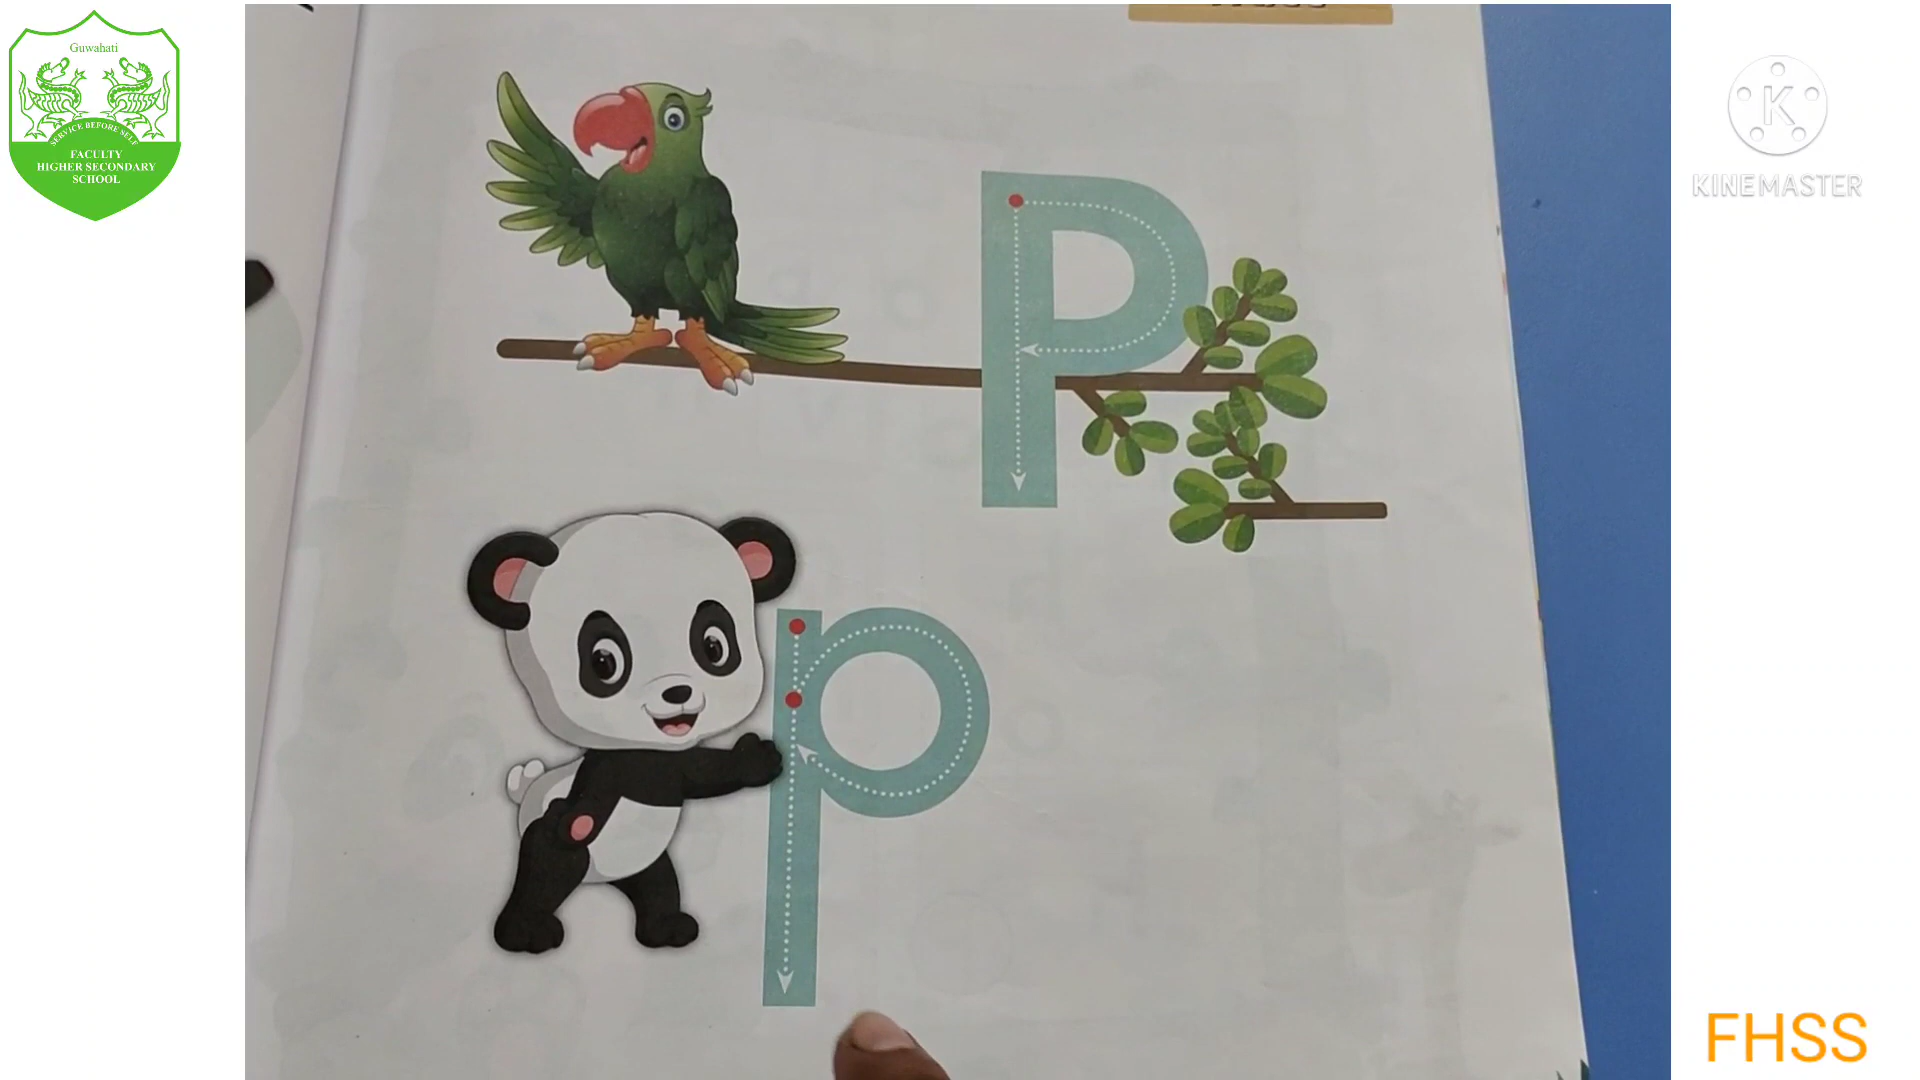 Guwahati
SERVICE BEFORE SELF
FACULTY
HIGHER SECONDARY
SCHOOL
P
p
K
KINEMASTER
FHSS